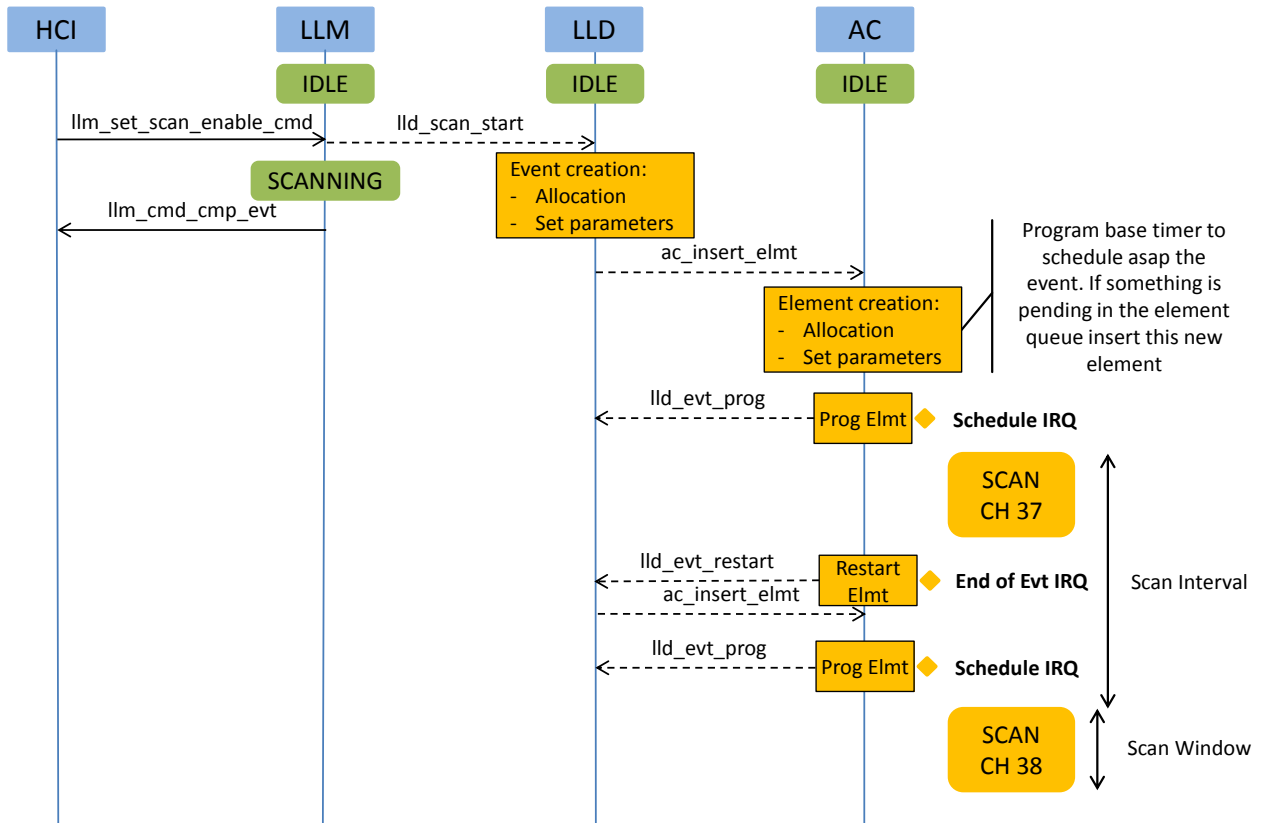 HCI
LLM
LLD
AC
IDLE
IDLE
IDLE
llm_set_scan_enable_cmd
lld_scan_start
SCANNING
Event creation:
- Allocation
- Set parameters
llm_cmd_cmp_evt
ac_insert_elmt
Program base timer to
schedule asap the
event. If something is
pending in the element
queue insert this new
element
Element creation:
- Allocation
- Set parameters
lld_evt_prog
Prog Elmt
Schedule IRQ
SCAN
CH 37
lld_evt_restart
Restart
Elmt
End of Evt IRQ
Scan Interval
ac_insert_elmt
lld_evt_prog
Prog Elmt
Schedule IRQ
SCAN
CH 38
Scan Window